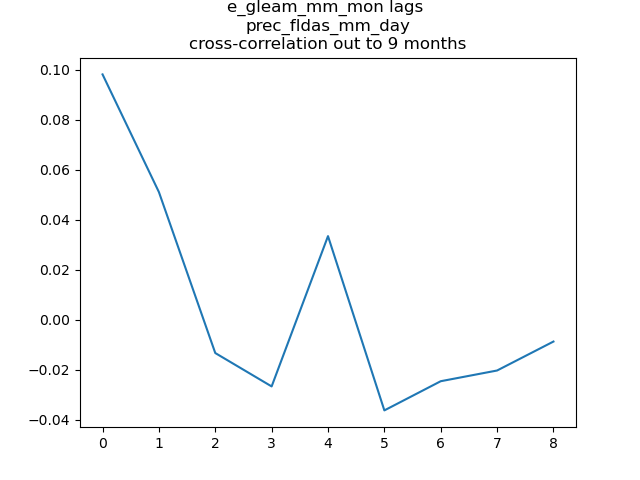 e_gleam_mm_mon lags
prec_fldas_mm_day
cross-correlation out to 9 months
0.10
0.08
0.06
0.04
0.02
0.00
−0.02
−0.04
0 1 2 3 4 5 6 7 8